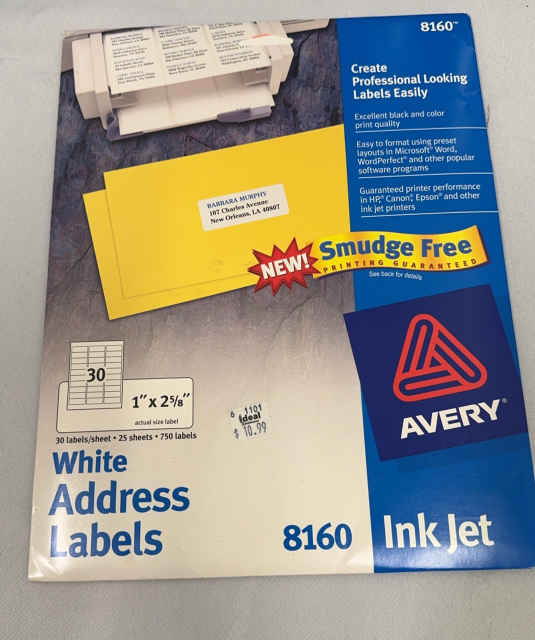 8160™
Create
Professional Looking
Labels Easily
Excellent black and color
print quality
Easy to format using preset
layouts in Microsoft® Word,
WordPerfect® and other popular
software programs
Guaranteed printer performance
in HP,® Canon,® Epson® and other
ink jet printers
BARBARA MURPHY
187 Charles Avenue
New Orleans, LA 40807
NEW!
Smudge Free
PRINTING GUARANTEED
See back for details
30
1" x 2 5/8"
actual size label
30 labels/sheet • 25 sheets • 750 labels
6 1101
ideal
$ 10.99
AVERY®
White
Address
Labels
8160
Ink Jet